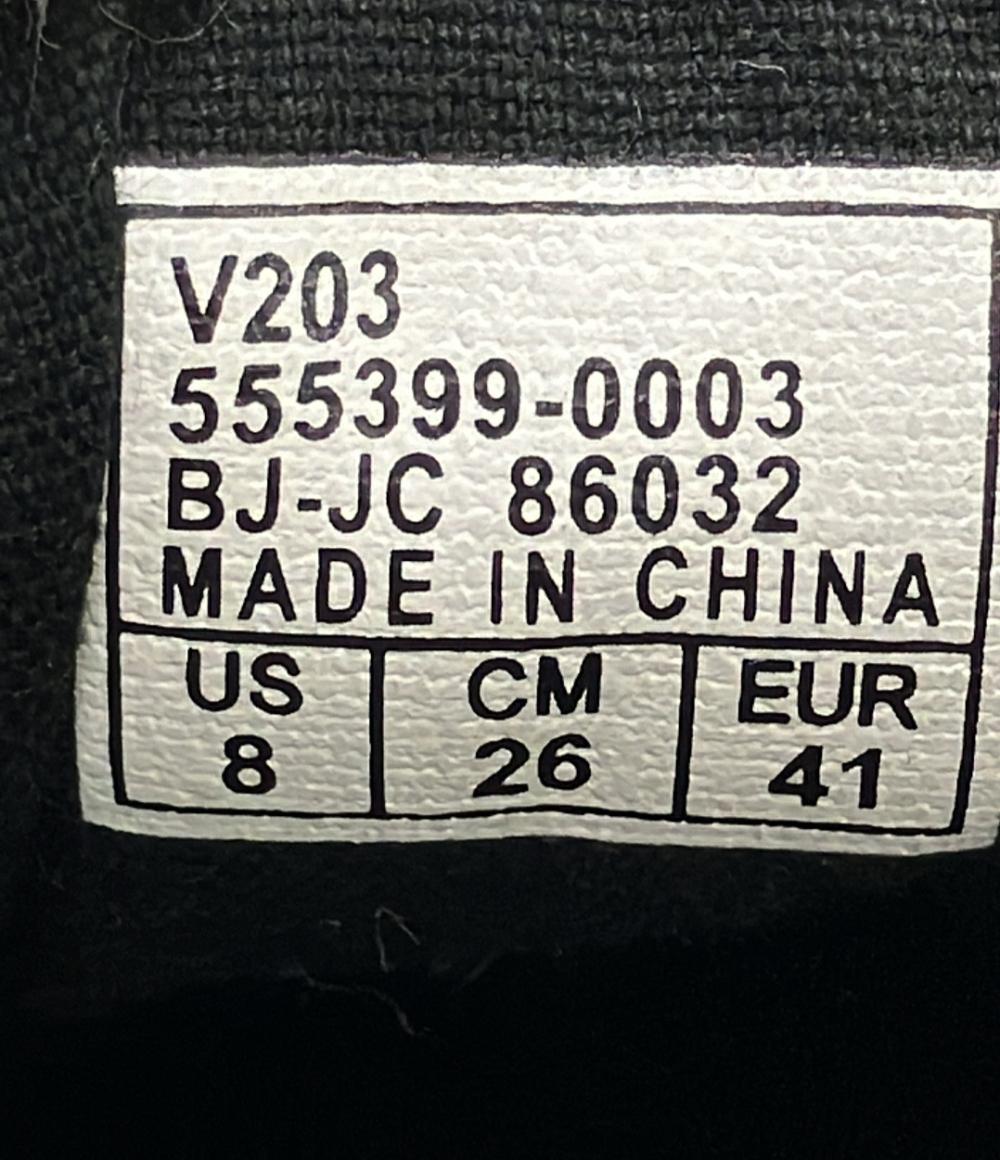 V203
555399-0003
BJ-JC 86032
MADE IN CHINA
US CM EUR
8 26 41